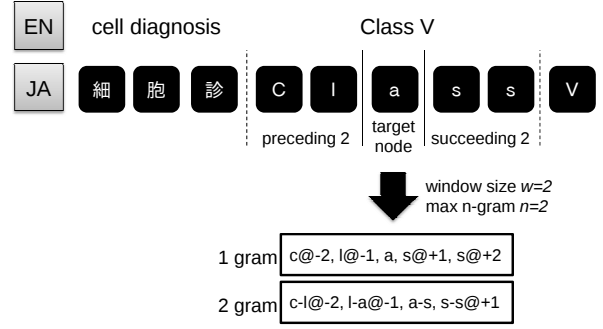 EN cell diagnosis Class V
JA 細 胞 診 C l a s s V
preceding 2 target node succeeding 2
window size w=2
max n-gram n=2
1 gram c@-2, l@-1, a, s@+1, s@+2
2 gram c-l@-2, l-a@-1, a-s, s-s@+1